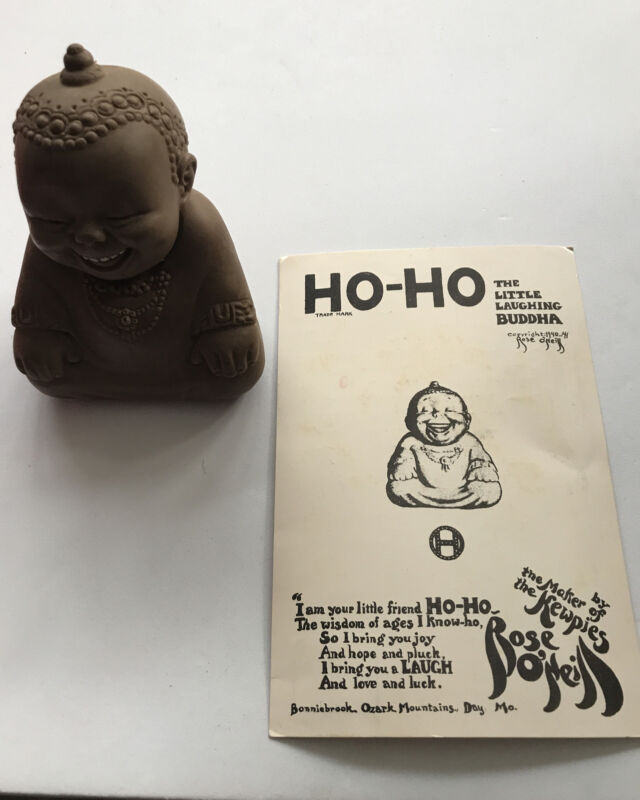 HO-HO
TRADE MARK
THE
LITTLE
LAUGHING
BUDDHA
copyright-1940-41
Rose O'Neill
H
"I am your little friend HO-HO
The wisdom of ages I know-ho,
So I bring you joy
And hope and pluck,
I bring you a LAUGH
And love and luck.
by
the Maker of
the Kewpies
Rose
O'Neill
Bonniebrook, Ozark Mountains, Day Mo.